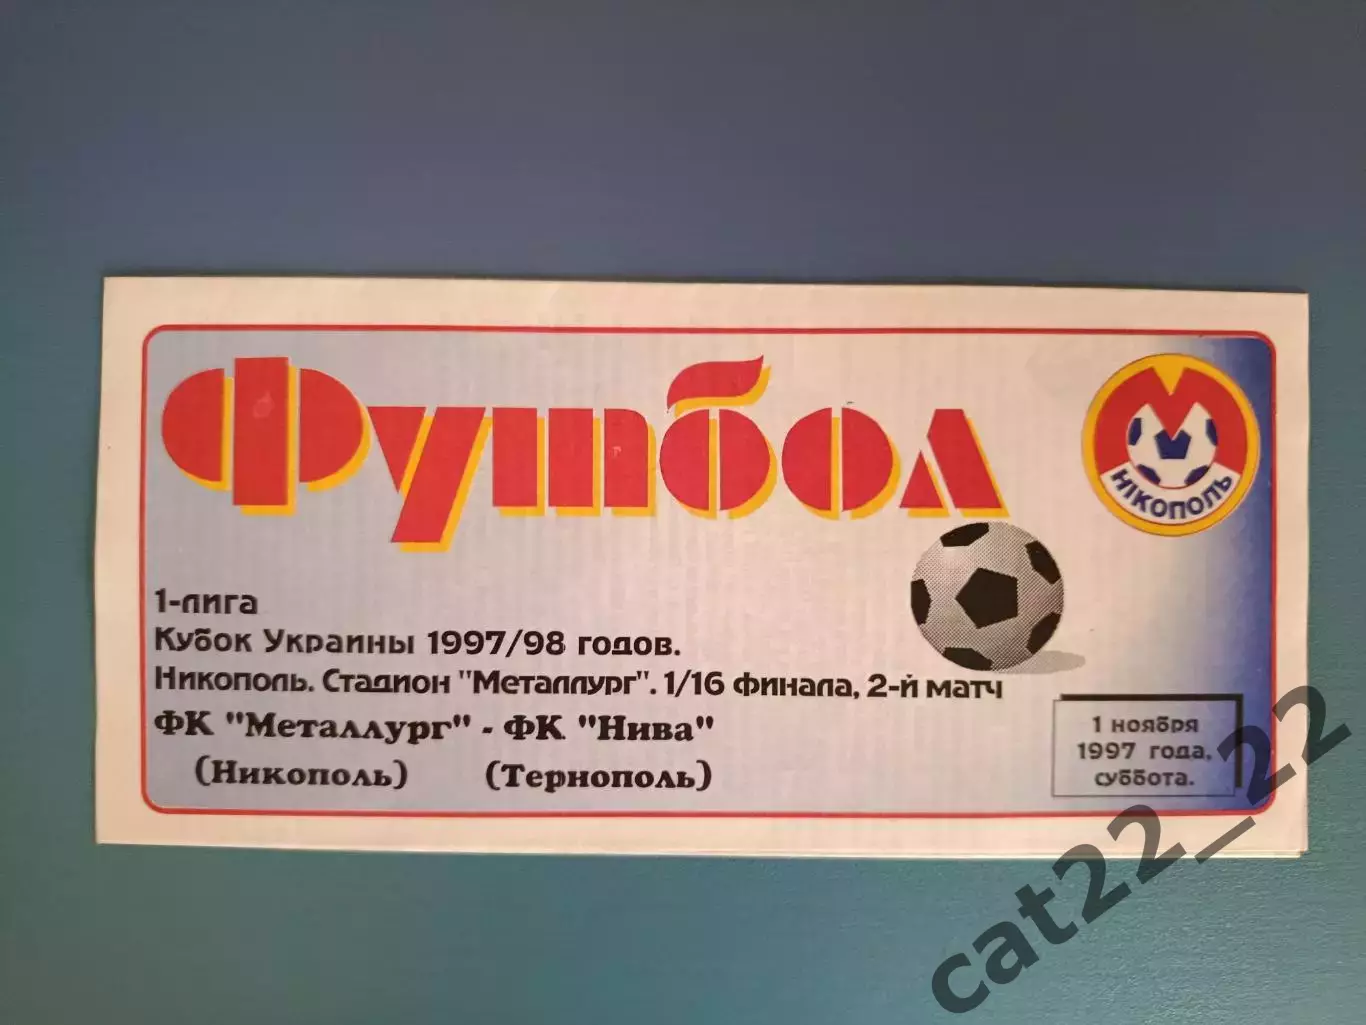 Футбол
НІКОПОЛЬ
1-лига
Кубок Украины 1997/98 годов.
Никополь. Стадион "Металлург". 1/16 финала, 2-й матч
ФК "Металлург" - ФК "Нива"
(Никополь) (Тернополь)
1 ноября
1997 года,
суббота.
cat22_22